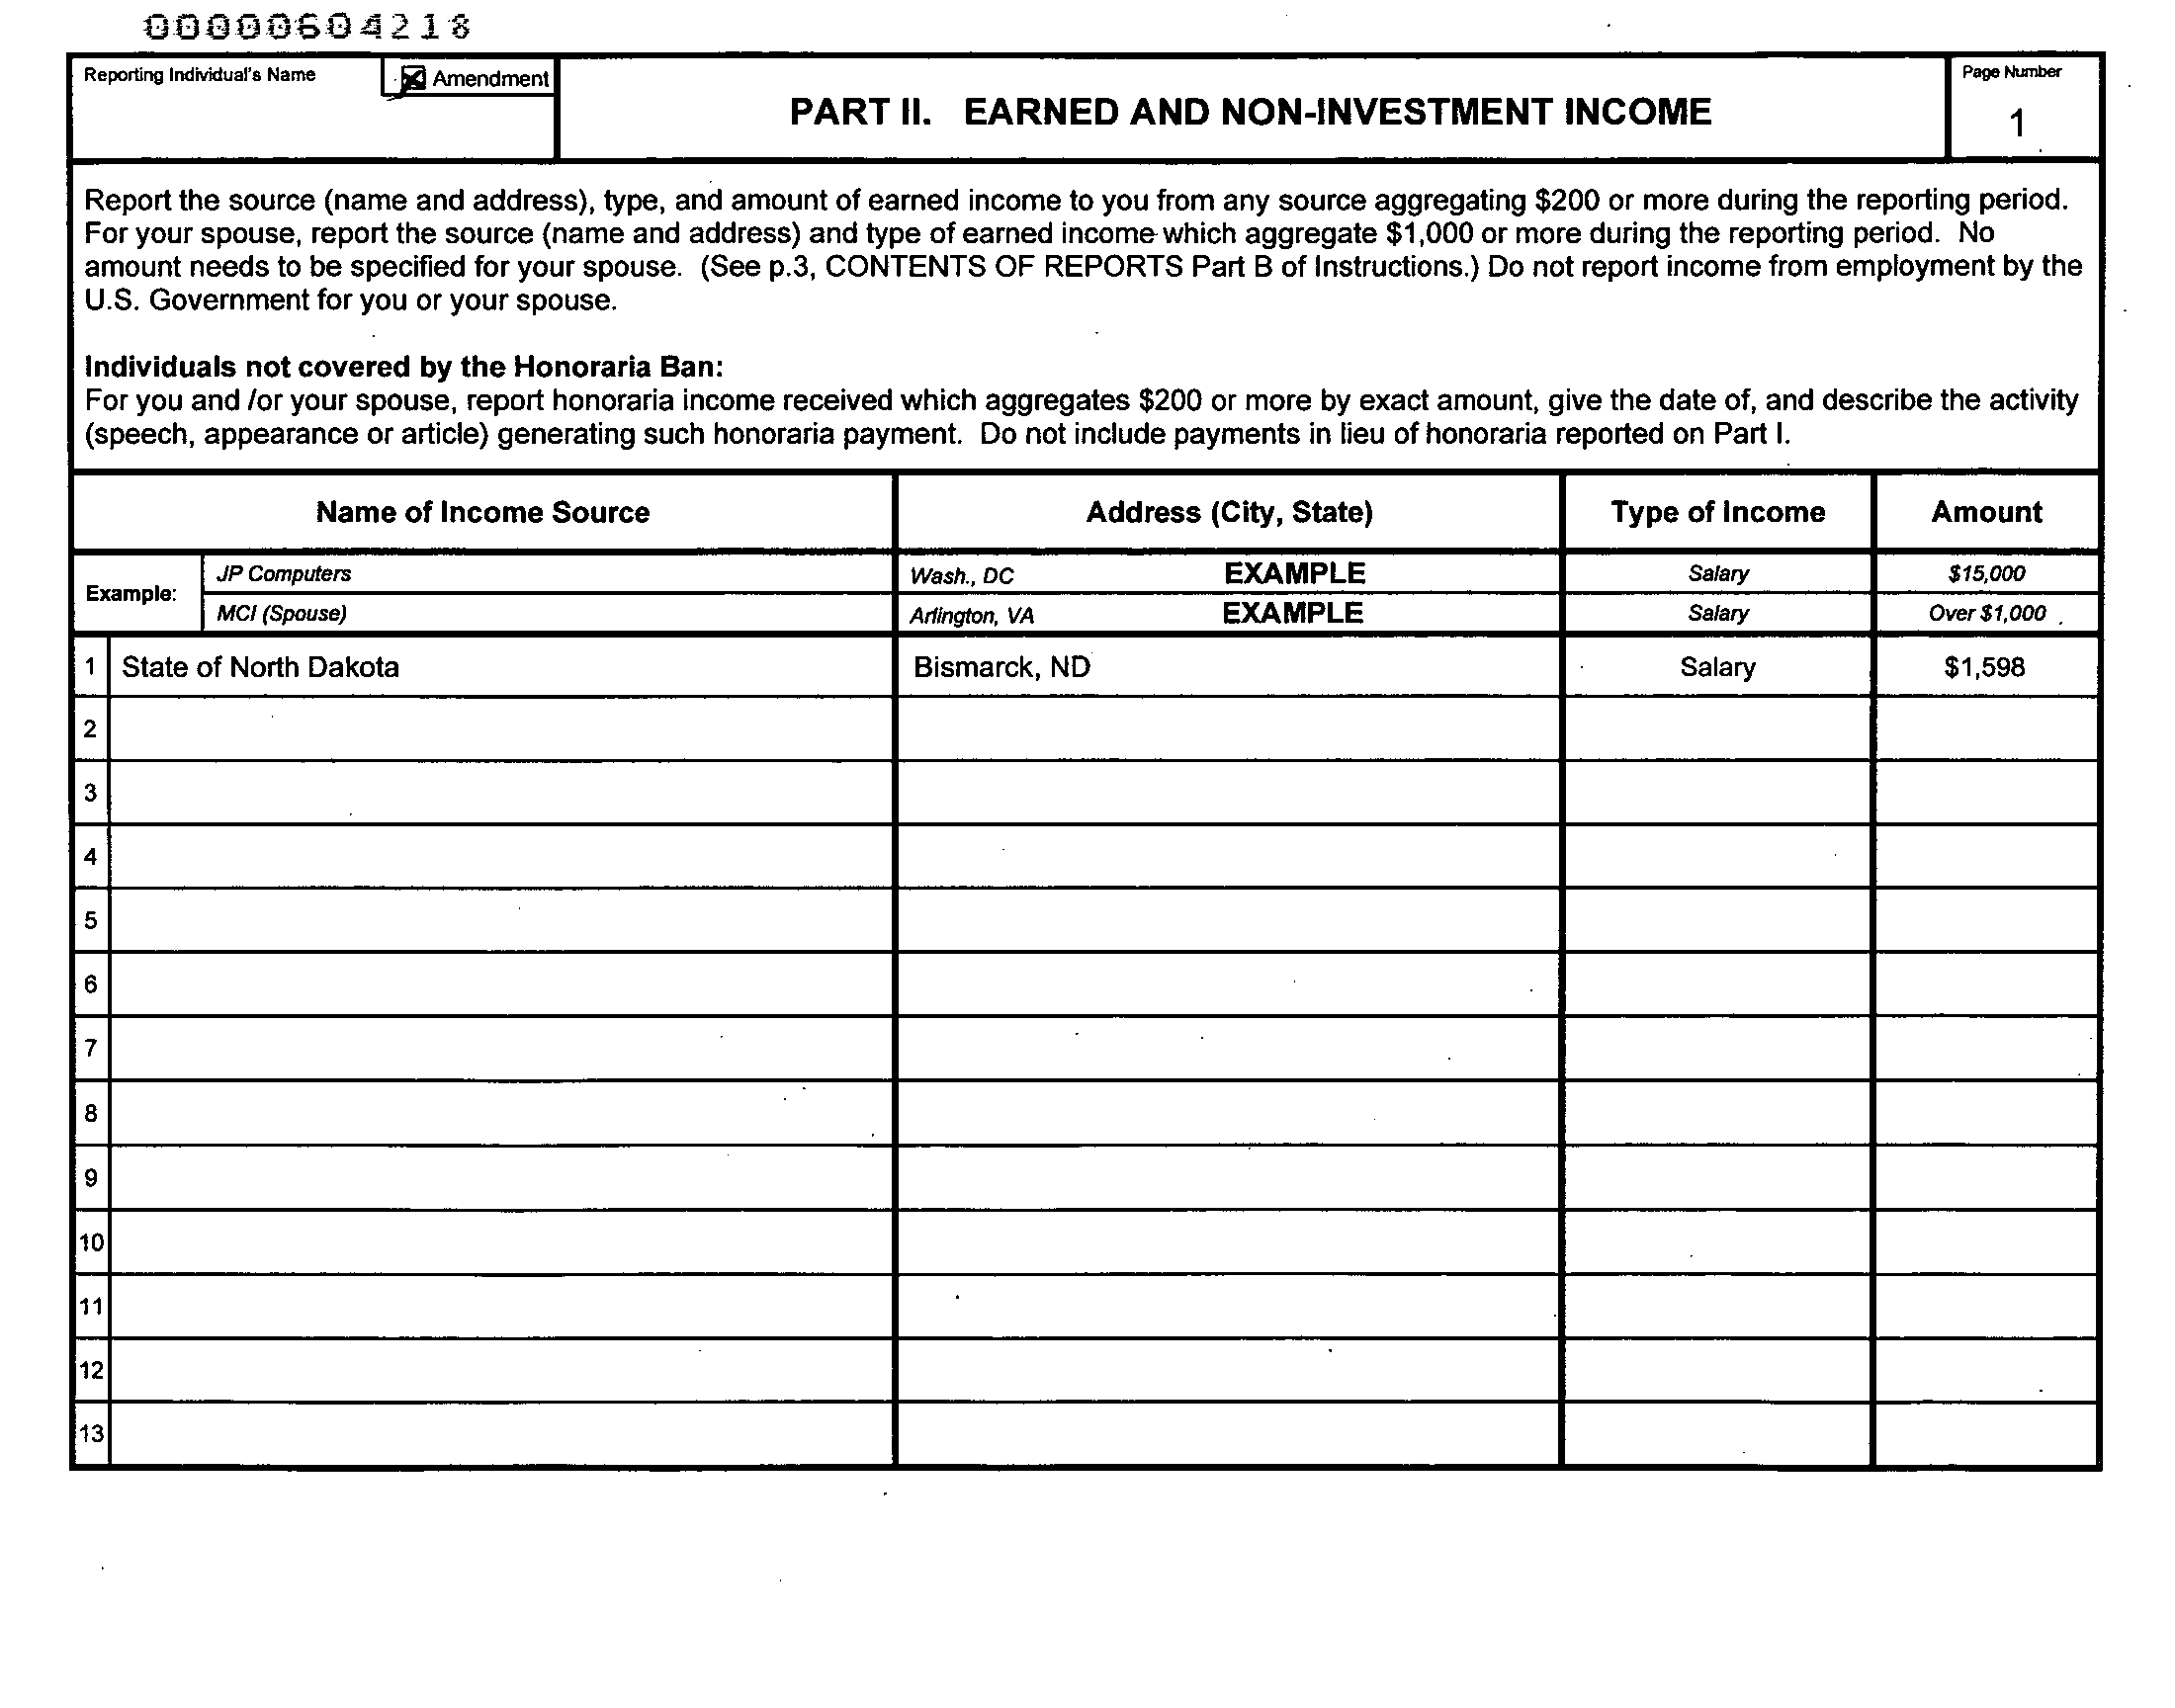 00000604218
Reporting Individual's Name
☒ Amendment
PART II. EARNED AND NON-INVESTMENT INCOME
Page Number
1
Report the source (name and address), type, and amount of earned income to you from any source aggregating $200 or more during the reporting period.
For your spouse, report the source (name and address) and type of earned income which aggregate $1,000 or more during the reporting period. No
amount needs to be specified for your spouse. (See p.3, CONTENTS OF REPORTS Part B of Instructions.) Do not report income from employment by the
U.S. Government for you or your spouse.
Individuals not covered by the Honoraria Ban:
For you and /or your spouse, report honoraria income received which aggregates $200 or more by exact amount, give the date of, and describe the activity
(speech, appearance or article) generating such honoraria payment. Do not include payments in lieu of honoraria reported on Part I.
Name of Income Source Address (City, State) Type of Income Amount
Example:
JP Computers Wash., DC EXAMPLE Salary $15,000
MCI (Spouse) Arlington, VA EXAMPLE Salary Over $1,000
1 State of North Dakota Bismarck, ND Salary $1,598
2
3
4
5
6
7
8
9
10
11
12
13